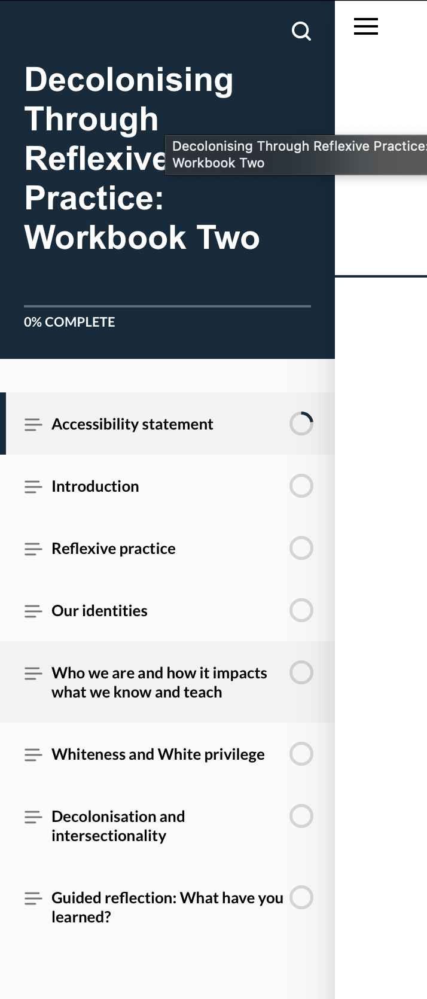 Decolonising
Through
Reflexive
Practice:
Workbook Two
Decolonising Through Reflexive Practice:
Workbook Two
0% COMPLETE
Accessibility statement
Introduction
Reflexive practice
Our identities
Who we are and how it impacts
what we know and teach
Whiteness and White privilege
Decolonisation and
intersectionality
Guided reflection: What have you
learned?